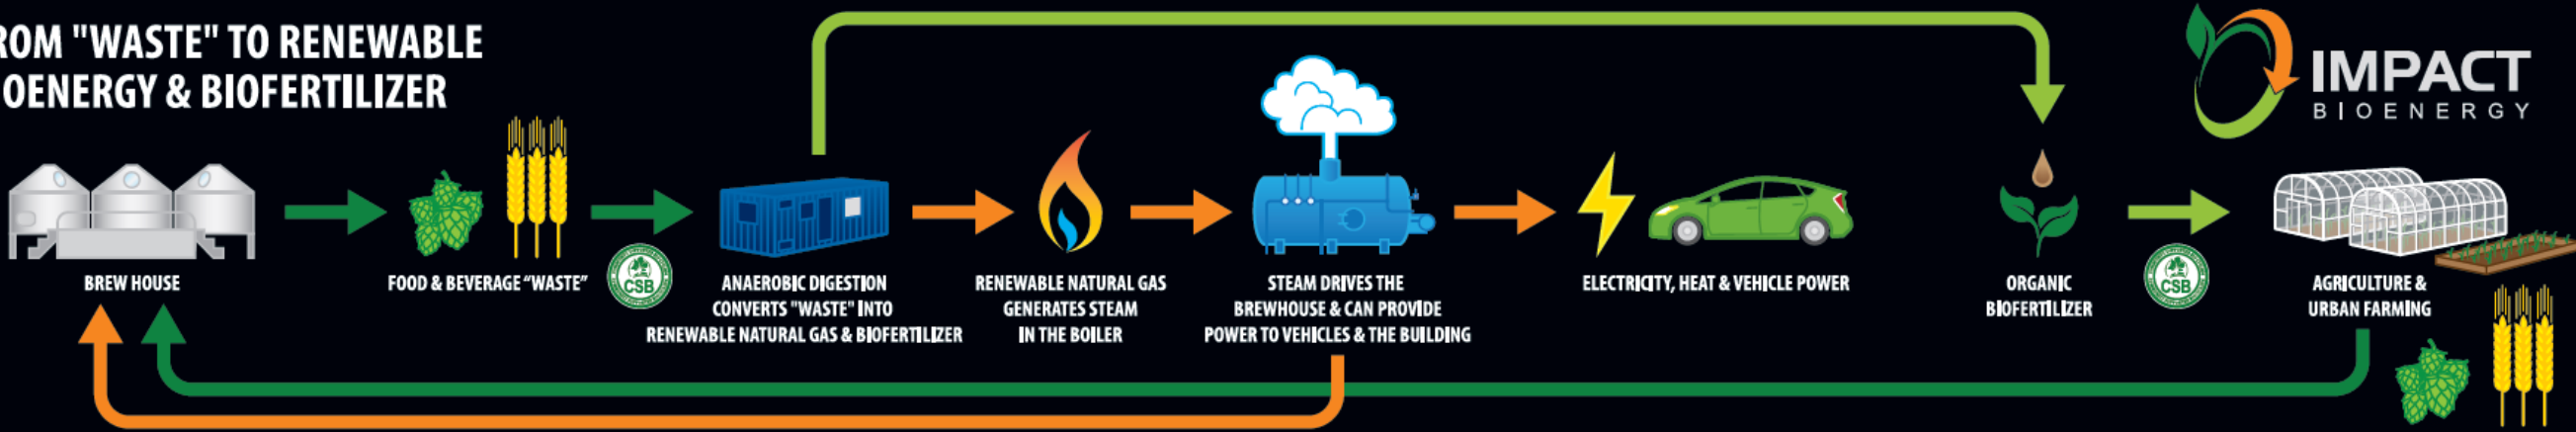 ROM "WASTE" TO RENEWABLE
OENERGY & BIOFERTILIZER
IMPACT
BIOENERGY
BREW HOUSE
FOOD & BEVERAGE “WASTE”
CSB
ANAEROBIC DIGESTION
CONVERTS "WASTE" INTO
RENEWABLE NATURAL GAS & BIOFERTILIZER
RENEWABLE NATURAL GAS
GENERATES STEAM
IN THE BOILER
STEAM DRIVES THE
BREWHOUSE & CAN PROVIDE
POWER TO VEHICLES & THE BUILDING
ELECTRICITY, HEAT & VEHICLE POWER
ORGANIC
BIOFERTILIZER
CSB
AGRICULTURE &
URBAN FARMING